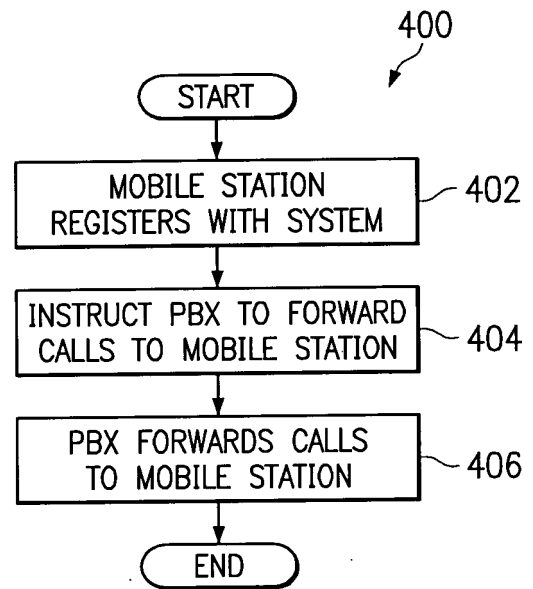 400
START
MOBILE STATION
REGISTERS WITH SYSTEM
402
INSTRUCT PBX TO FORWARD
CALLS TO MOBILE STATION
404
PBX FORWARDS CALLS
TO MOBILE STATION
406
END